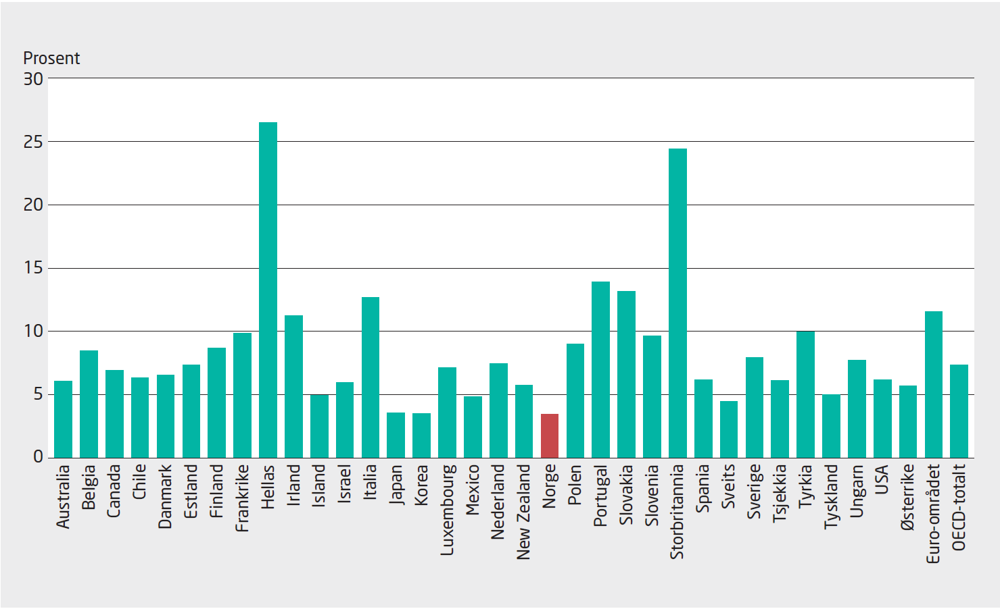 Prosent
30
25
20
15
10
5
0
Australia
Belgia
Canada
Chile
Danmark
Estland
Finland
Frankrike
Hellas
Irland
Island
Israel
Italia
Japan
Korea
Luxembourg
Mexico
Nederland
New Zealand
Norge
Polen
Portugal
Slovakia
Slovenia
Storbritannia
Spania
Sveits
Sverige
Tsjekkia
Tyrkia
Tyskland
Ungarn
USA
Østerrike
Euro-området
OECD-totalt